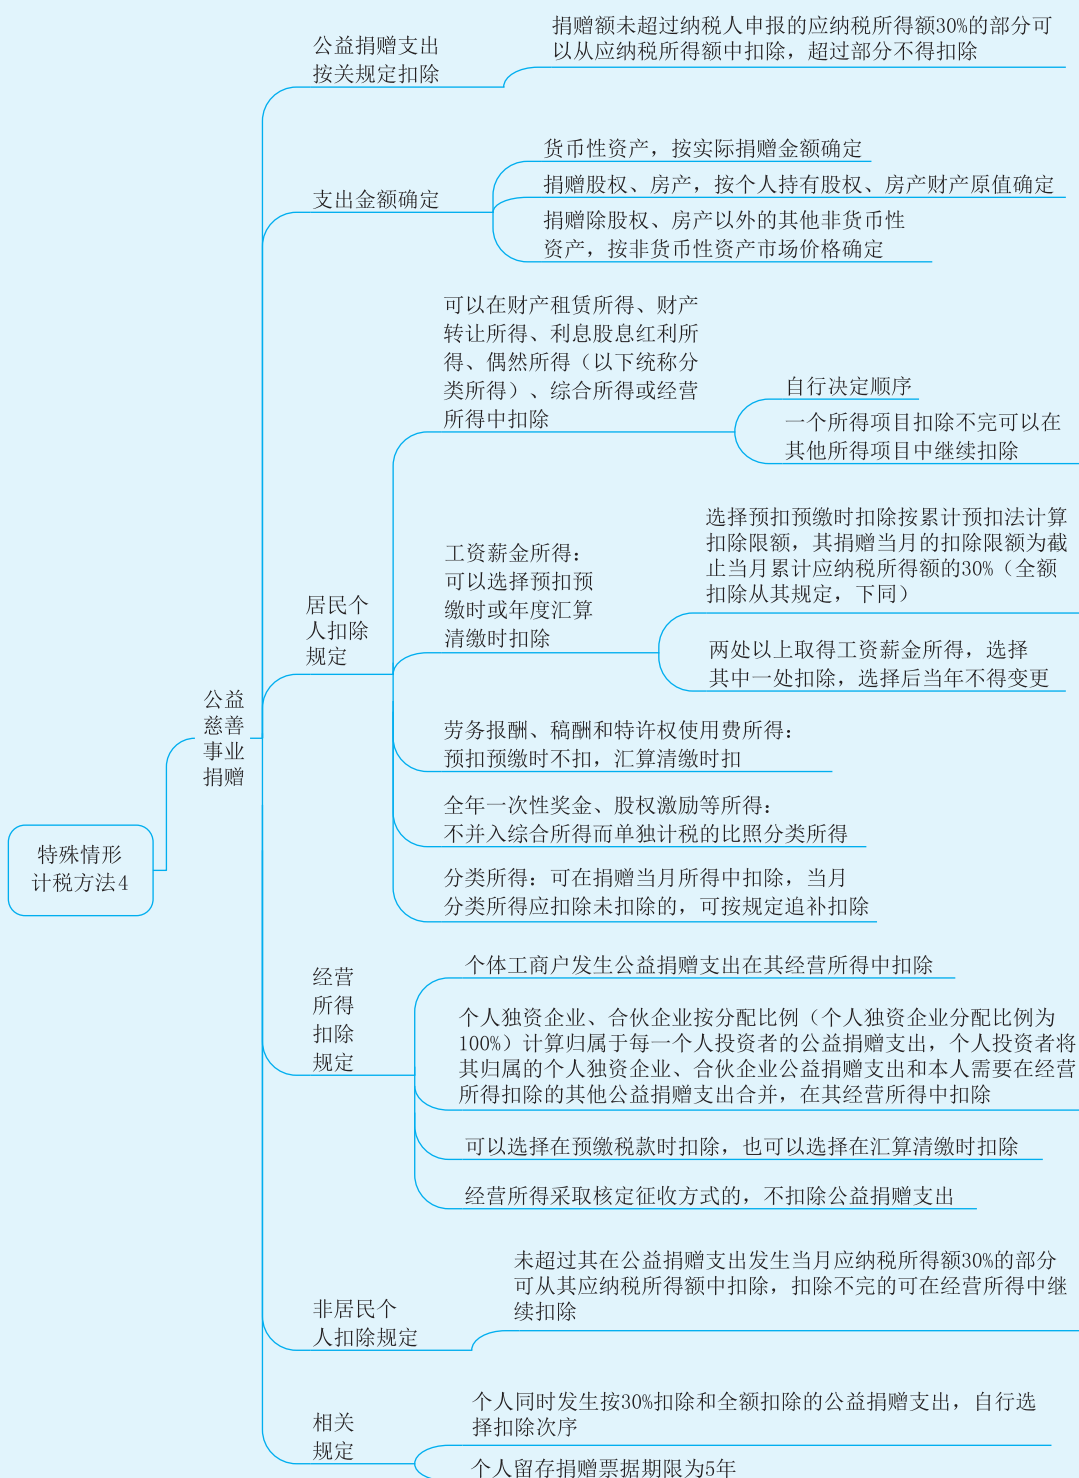 公益捐赠支出
按关规定扣除
捐赠额未超过纳税人申报的应纳税所得额30%的部分可
以从应纳税所得额中扣除，超过部分不得扣除
支出金额确定
货币性资产，按实际捐赠金额确定
捐赠股权、房产，按个人持有股权、房产财产原值确定
捐赠除股权、房产以外的其他非货币性
资产，按非货币性资产市场价格确定
可以在财产租赁所得、财产
转让所得、利息股息红利所
得、偶然所得（以下统称分
类所得）、综合所得或经营
所得中扣除
自行决定顺序
一个所得项目扣除不完可以在
其他所得项目中继续扣除
居民个
人扣除
规定
工资薪金所得：
可以选择预扣预
缴时或年度汇算
清缴时扣除
选择预扣预缴时扣除按累计预扣法计算
扣除限额，其捐赠当月的扣除限额为截
止当月累计应纳税所得额的30%（全额
扣除从其规定，下同）
两处以上取得工资薪金所得，选择
其中一处扣除，选择后当年不得变更
劳务报酬、稿酬和特许权使用费所得：
预扣预缴时不扣，汇算清缴时扣
全年一次性奖金、股权激励等所得：
不并入综合所得而单独计税的比照分类所得
分类所得：可在捐赠当月所得中扣除，当月
分类所得应扣除未扣除的，可按规定追补扣除
公益
慈善
事业
捐赠
特殊情形
计税方法4
经营
所得
扣除
规定
个体工商户发生公益捐赠支出在其经营所得中扣除
个人独资企业、合伙企业按分配比例（个人独资企业分配比例为
100%）计算归属于每一个人投资者的公益捐赠支出，个人投资者将
其归属的个人独资企业、合伙企业公益捐赠支出和本人需要在经营
所得扣除的其他公益捐赠支出合并，在其经营所得中扣除
可以选择在预缴税款时扣除，也可以选择在汇算清缴时扣除
经营所得采取核定征收方式的，不扣除公益捐赠支出
非居民个
人扣除规定
未超过其在公益捐赠支出发生当月应纳税所得额30%的部分
可从其应纳税所得额中扣除，扣除不完的可在经营所得中继
续扣除
相关
规定
个人同时发生按30%扣除和全额扣除的公益捐赠支出，自行选
择扣除次序
个人留存捐赠票据期限为5年